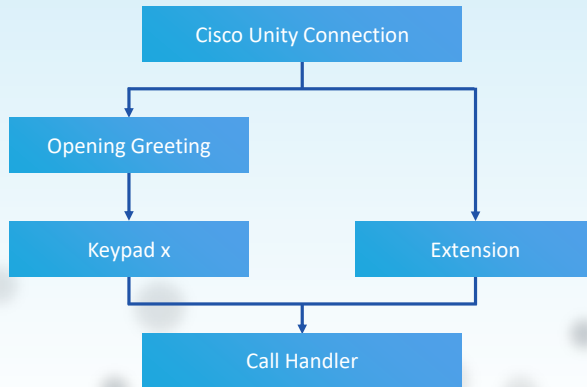 Cisco Unity Connection
Opening Greeting
Keypad x
Extension
Call Handler